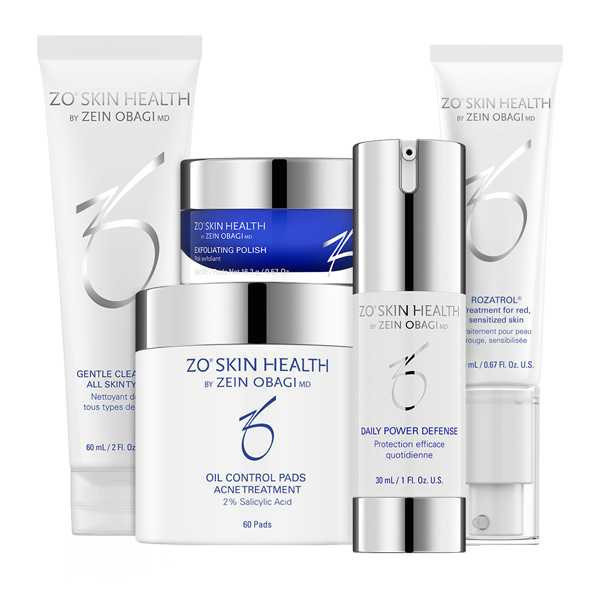 ZO® SKIN HEALTH
BY ZEIN OBAGI MD
GENTLE
ALL SKIN
Nettoyant
tous types de
60 mL / 2 Fl. Oz
ZO® SKIN HEALTH
BY ZEIN OBAGI MD
EXFOLIATING POLISH
Poli exfoliant
ZO® SKIN HEALTH
BY ZEIN OBAGI MD
OIL CONTROL PADS
ACNE TREATMENT
2% Salicylic Acid
60 Pads
ZO® SKIN HEALTH
BY ZEIN OBAGI MD
DAILY POWER DEFENSE
Protection efficace
quotidienne
30 mL / 1 Fl. Oz. U.S.
ZO® SKIN HEALTH
BY ZEIN OBAGI MD
ROZATROL®
Treatment for red,
sensitized skin
Traitement pour peau
rouge, sensibilisée
mL / 0.67 Fl. Oz. U.S.